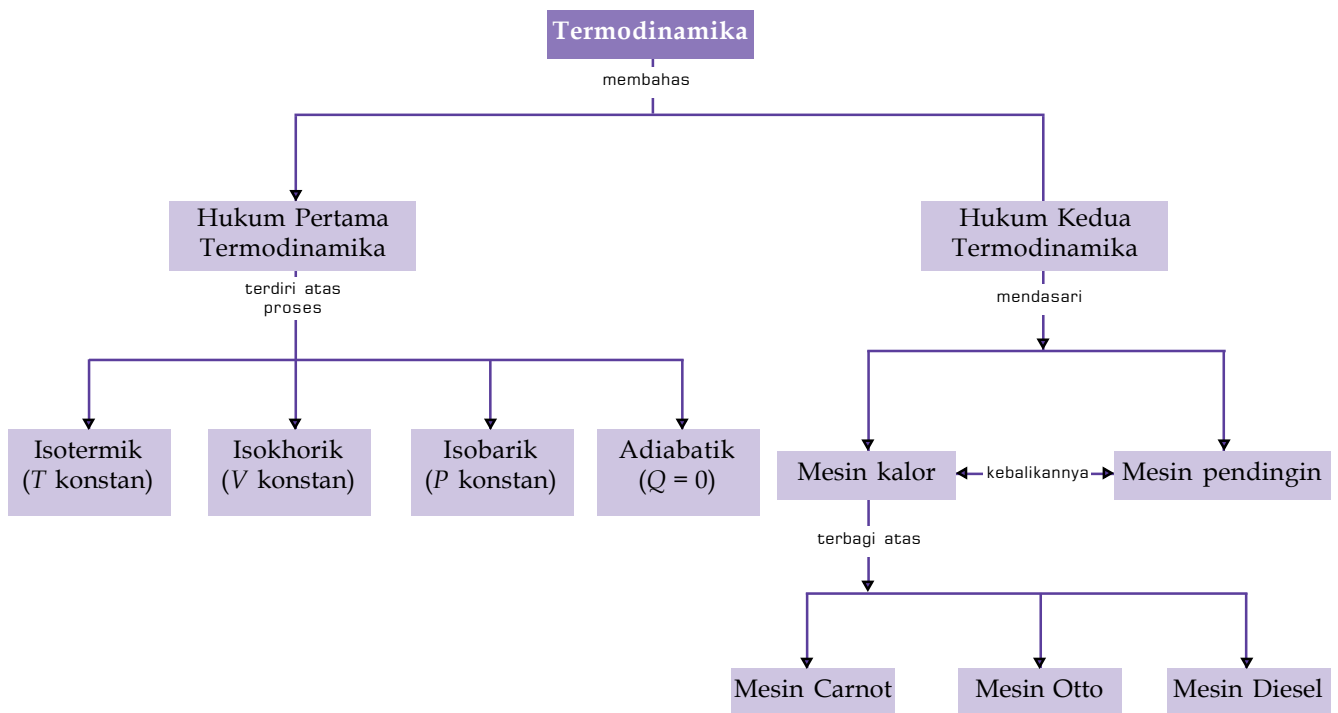 Termodinamika
membahas
Hukum Pertama
Termodinamika
Hukum Kedua
Termodinamika
terdiri atas
proses
mendasari
Isotermik
(T konstan)
Isokhorik
(V konstan)
Isobarik
(P konstan)
Adiabatik
(Q = 0)
Mesin kalor
kebalikannya
Mesin pendingin
terbagi atas
Mesin Carnot
Mesin Otto
Mesin Diesel